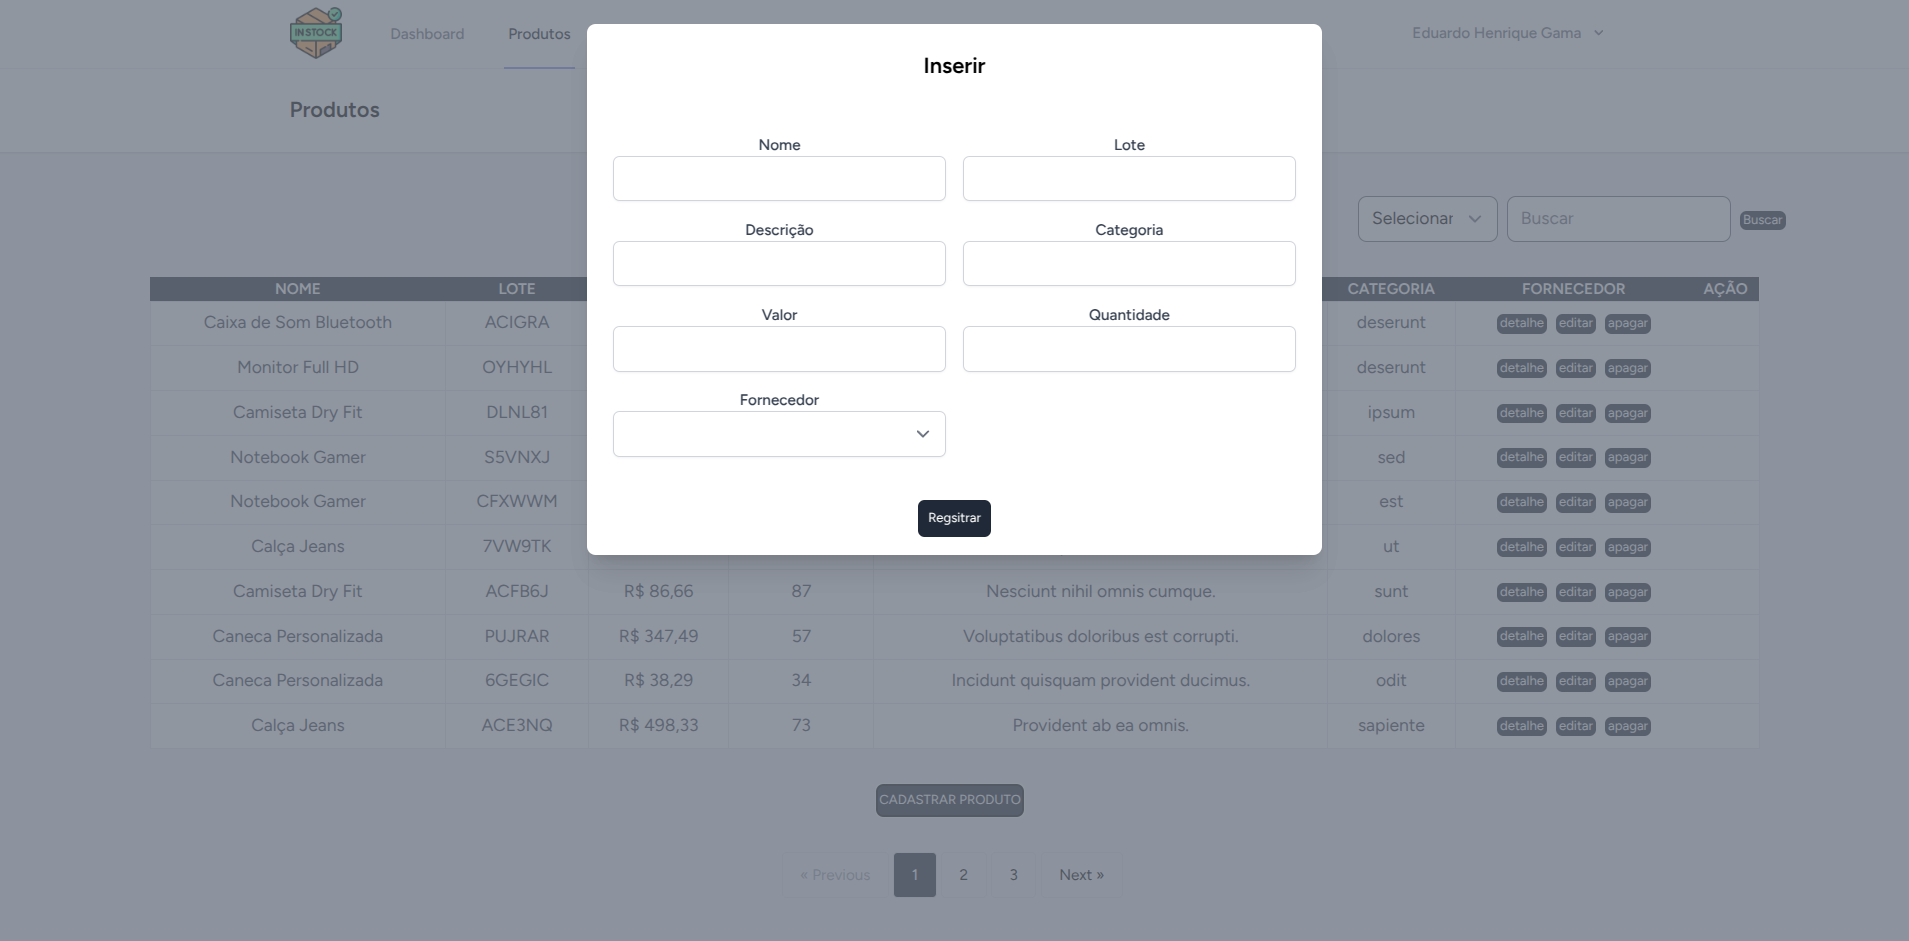 IN STOCK
Dashboard
Produtos
Eduardo Henrique Gama
Produtos
Inserir
Nome
Lote
Descrição
Categoria
Valor
Quantidade
Fornecedor
Regsitrar
Selecionar
Buscar
Buscar
NOME LOTE CATEGORIA FORNECEDOR AÇÃO
Caixa de Som Bluetooth ACIGRA deserunt detalhe editar apagar
Monitor Full HD OYHYHL deserunt detalhe editar apagar
Camiseta Dry Fit DLNL81 ipsum detalhe editar apagar
Notebook Gamer S5VNXJ sed detalhe editar apagar
Notebook Gamer CFXWWM est detalhe editar apagar
Calça Jeans 7VW9TK ut detalhe editar apagar
Camiseta Dry Fit ACFB6J R$ 86,66 87 Nesciunt nihil omnis cumque. sunt detalhe editar apagar
Caneca Personalizada PUJRAR R$ 347,49 57 Voluptatibus doloribus est corrupti. dolores detalhe editar apagar
Caneca Personalizada 6GEGIC R$ 38,29 34 Incidunt quisquam provident ducimus. odit detalhe editar apagar
Calça Jeans ACE3NQ R$ 498,33 73 Provident ab ea omnis. sapiente detalhe editar apagar
CADASTRAR PRODUTO
« Previous 1 2 3 Next »